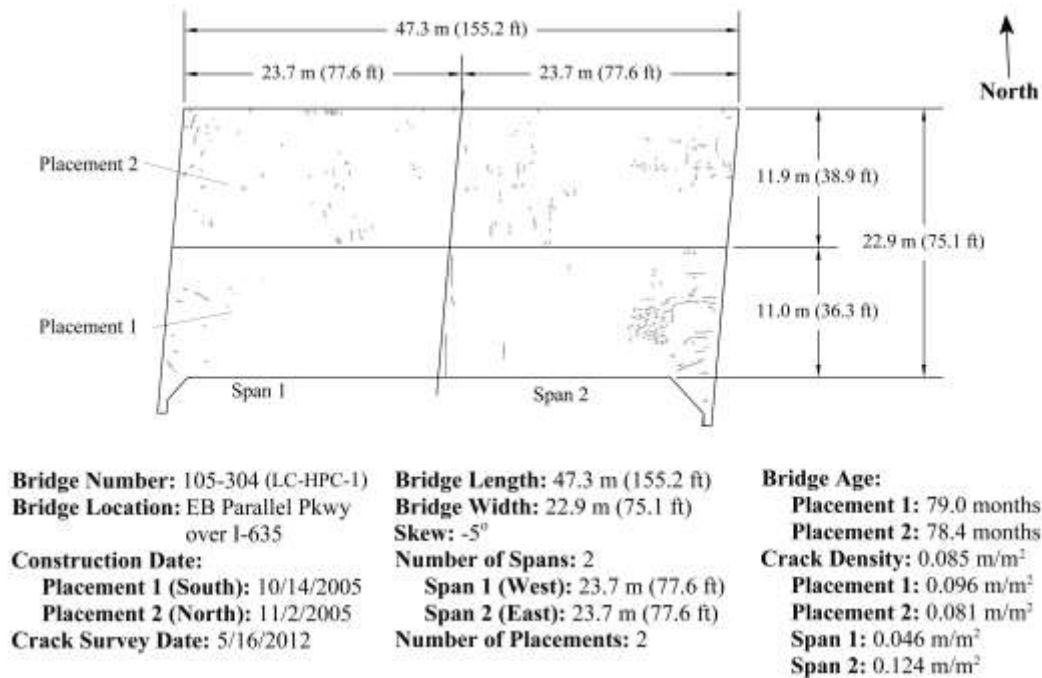 47.3 m (155.2 ft)
23.7 m (77.6 ft)
23.7 m (77.6 ft)
North
Placement 2
11.9 m (38.9 ft)
22.9 m (75.1 ft)
Placement 1
11.0 m (36.3 ft)
Span 1
Span 2
Bridge Number: 105-304 (LC-HPC-1)
Bridge Location: EB Parallel Pkwy
over I-635
Construction Date:
Placement 1 (South): 10/14/2005
Placement 2 (North): 11/2/2005
Crack Survey Date: 5/16/2012
Bridge Length: 47.3 m (155.2 ft)
Bridge Width: 22.9 m (75.1 ft)
Skew: -5°
Number of Spans: 2
Span 1 (West): 23.7 m (77.6 ft)
Span 2 (East): 23.7 m (77.6 ft)
Number of Placements: 2
Bridge Age:
Placement 1: 79.0 months
Placement 2: 78.4 months
Crack Density: 0.085 m/m²
Placement 1: 0.096 m/m²
Placement 2: 0.081 m/m²
Span 1: 0.046 m/m²
Span 2: 0.124 m/m²